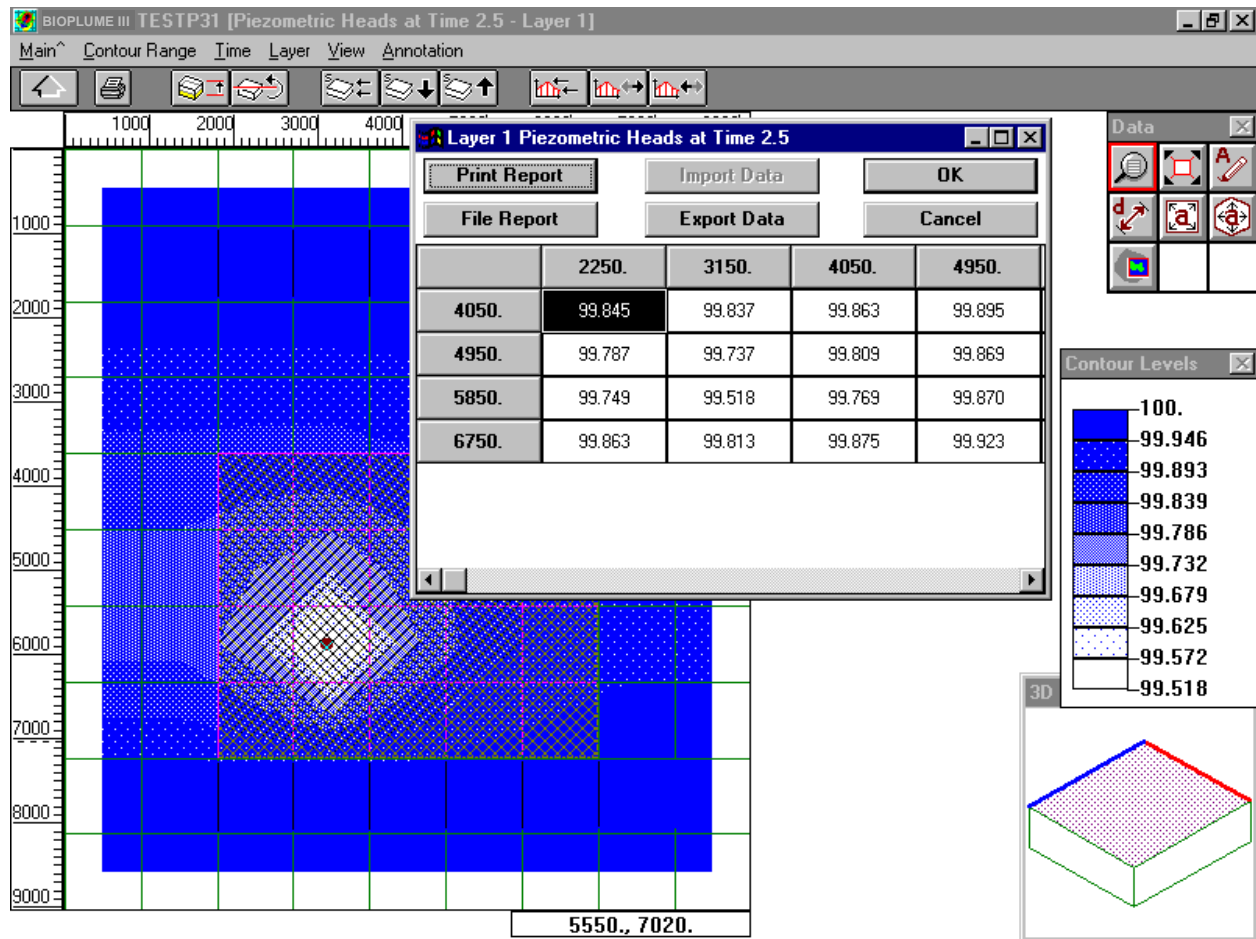 BIOPLUME III TESTP31 [Piezometric Heads at Time 2.5 - Layer 1]
Main^ Contour Range Time Layer View Annotation
1000 2000 3000 4000
Layer 1 Piezometric Heads at Time 2.5
Print Report Import Data OK
File Report Export Data Cancel
2250. 3150. 4050. 4950.
4050. 99.845 99.837 99.863 99.895
4950. 99.787 99.737 99.809 99.869
5850. 99.749 99.518 99.769 99.870
6750. 99.863 99.813 99.875 99.923
Data
A
d a a
1000
2000
3000
4000
5000
6000
7000
8000
9000
Contour Levels
100.
99.946
99.893
99.839
99.786
99.732
99.679
99.625
99.572
99.518
3D
5550., 7020.